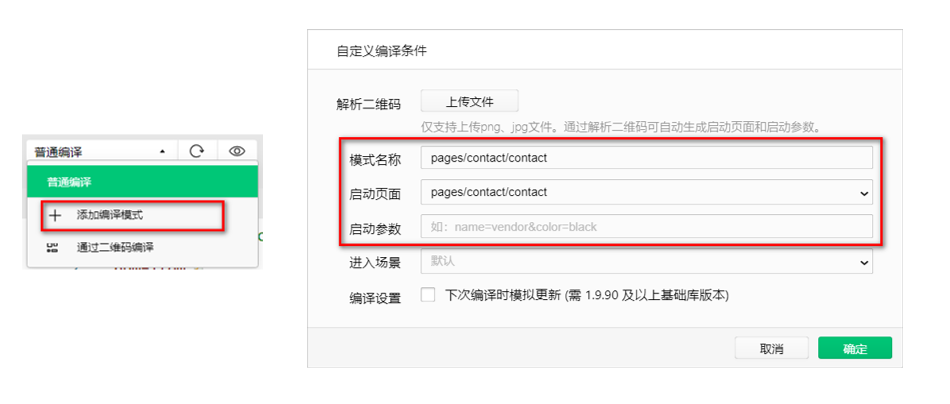 普通编译
普通编译
添加编译模式
通过二维码编译
自定义编译条件
解析二维码
上传文件
仅支持上传png、jpg文件。通过解析二维码可自动生成启动页面和启动参数。
模式名称 pages/contact/contact
启动页面 pages/contact/contact
启动参数 如：name=vendor&color=black
进入场景 默认
编译设置 下次编译时模拟更新 (需 1.9.90 及以上基础库版本)
取消 确定